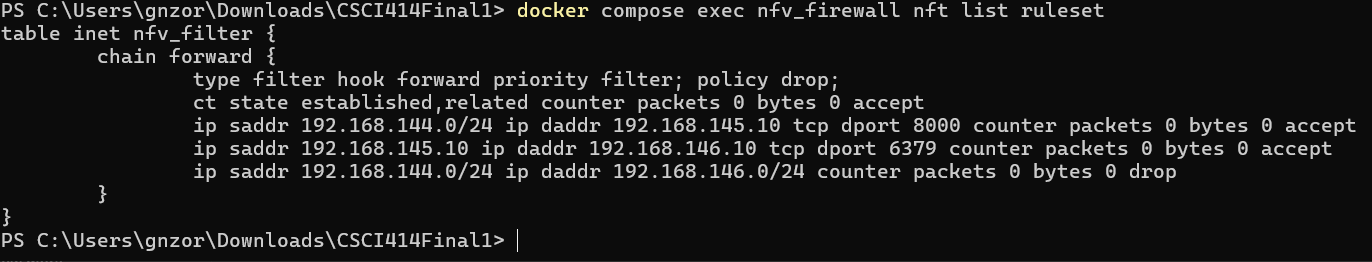 PS C:\Users\gnzor\Downloads\CSCI414Final1> docker compose exec nfv_firewall nft list ruleset
table inet nfv_filter {
        chain forward {
                type filter hook forward priority filter; policy drop;
                ct state established,related counter packets 0 bytes 0 accept
                ip saddr 192.168.144.0/24 ip daddr 192.168.145.10 tcp dport 8000 counter packets 0 bytes 0 accept
                ip saddr 192.168.145.10 ip daddr 192.168.146.10 tcp dport 6379 counter packets 0 bytes 0 accept
                ip saddr 192.168.144.0/24 ip daddr 192.168.146.0/24 counter packets 0 bytes 0 drop
        }
}
PS C:\Users\gnzor\Downloads\CSCI414Final1>